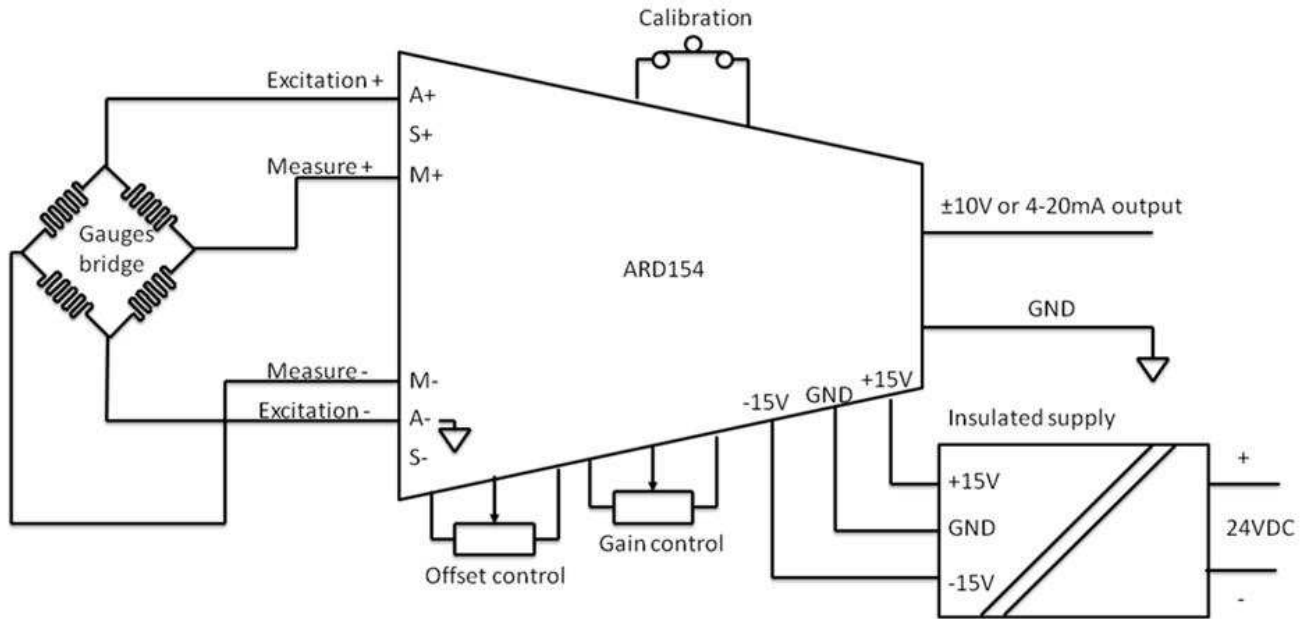 Calibration
Excitation +
A+
S+
Measure +
M+
Gauges
bridge
ARD154
±10V or 4-20mA output
GND
Measure -
M-
Excitation -
A-
S-
-15V
GND
+15V
Insulated supply
+15V
GND
-15V
+
24VDC
-
Gain control
Offset control